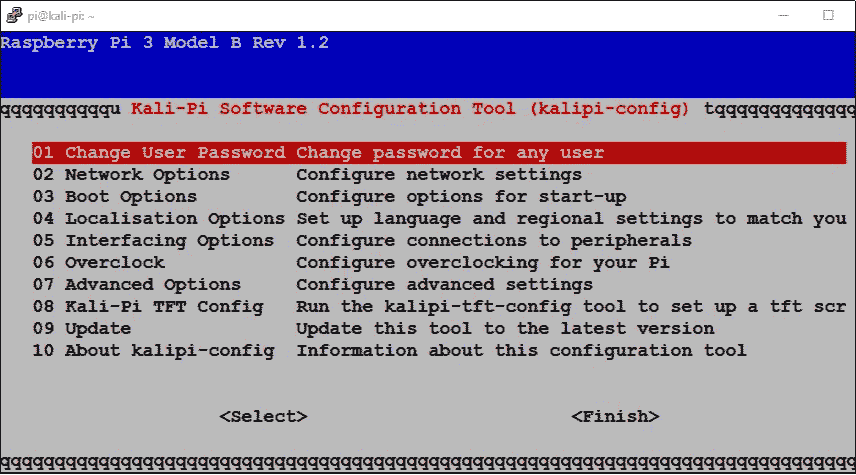 pi@kali-pi: ~
Raspberry Pi 3 Model B Rev 1.2
qqqqqqqqqqu Kali-Pi Software Configuration Tool (kalipi-config) tqqqqqqqqqqqqq
01 Change User Password Change password for any user
02 Network Options Configure network settings
03 Boot Options Configure options for start-up
04 Localisation Options Set up language and regional settings to match you
05 Interfacing Options Configure connections to peripherals
06 Overclock Configure overclocking for your Pi
07 Advanced Options Configure advanced settings
08 Kali-Pi TFT Config Run the kalipi-tft-config tool to set up a tft scr
09 Update Update this tool to the latest version
10 About kalipi-config Information about this configuration tool
<Select> <Finish>
qqqqqqqqqqqqqqqqqqqqqqqqqqqqqqqqqqqqqqqqqqqqqqqqqqqqqqqqqqqqqqqqqqqqqqqqqqqqqq